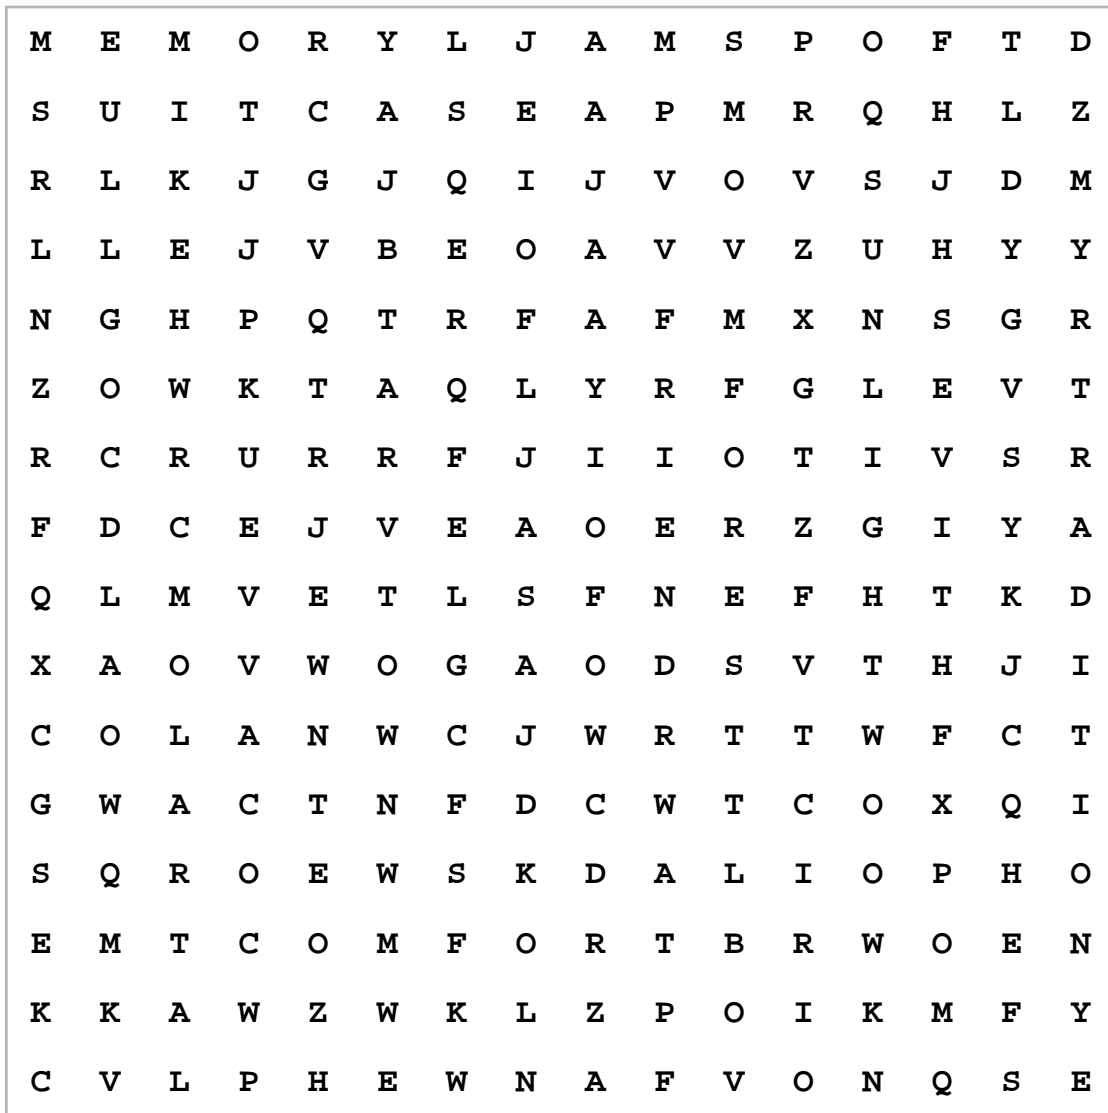 M E M O R Y L J A M S P O F T D
S U I T C A S E A P M R Q H L Z
R L K J G J Q I J V O V S J D M
L L E J V B E O A V V Z U H Y Y
N G H P Q T R F A F M X N S G R
Z O W K T A Q L Y R F G L E V T
R C R U R R F J I I O T I V S R
F D C E J V E A O E R Z G I Y A
Q L M V E T L S F N E F H T K D
X A O V W O G A O D S V T H J I
C O L A N W C J W R T T W F C T
G W A C T N F D C W T C O X Q I
S Q R O E W S K D A L I O P H O
E M T C O M F O R T B R W O E N
K K A W Z W K L Z P O I K M F Y
C V L P H E W N A F V O N Q S E